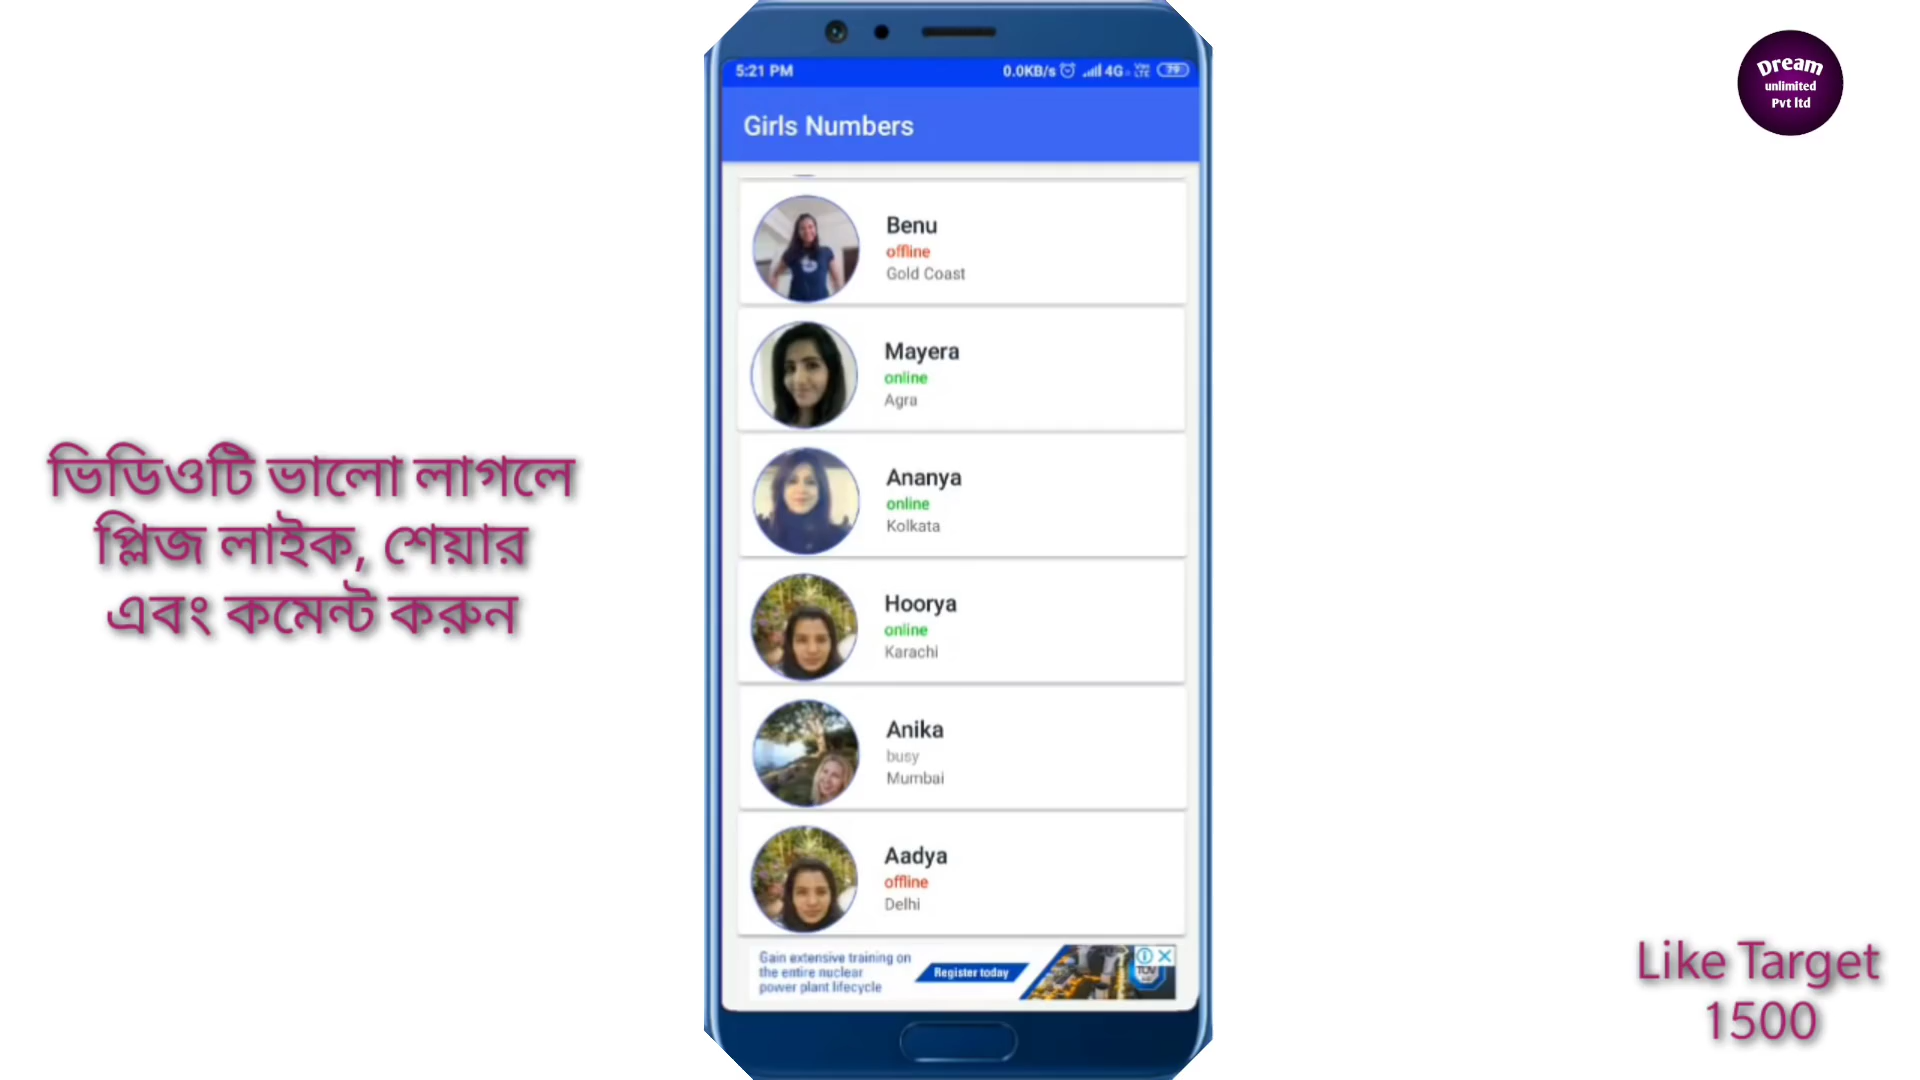 5:21 PM
0.0KB/s 4G VoLTE 79
Dream
unlimited
Pvt ltd
Girls Numbers
Benu
offline
Gold Coast
Mayera
online
Agra
Ananya
online
Kolkata
Hoorya
online
Karachi
Anika
busy
Mumbai
Aadya
offline
Delhi
ভিডিওটি ভালো লাগলে
প্লিজ লাইক, শেয়ার
এবং কমেন্ট করুন
Gain extensive training on
the entire nuclear
power plant lifecycle
Register today
Like Target
1500